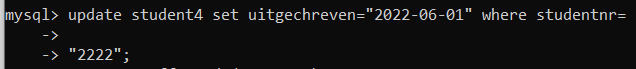 mysql> update student4 set uitgechreven="2022-06-01" where studentnr=
->
-> "2222";